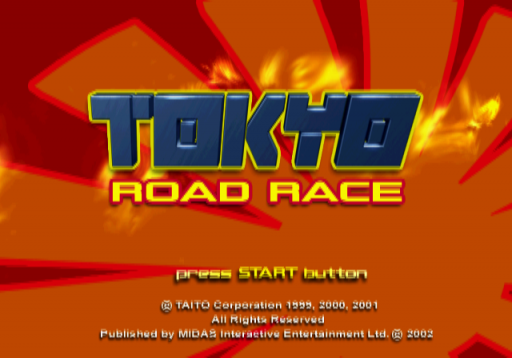 TOKYO
ROAD RACE
press START button
© TAITO Corporation 1999, 2000, 2001
All Rights Reserved
Published by MIDAS Interactive Entertainment Ltd. © 2002